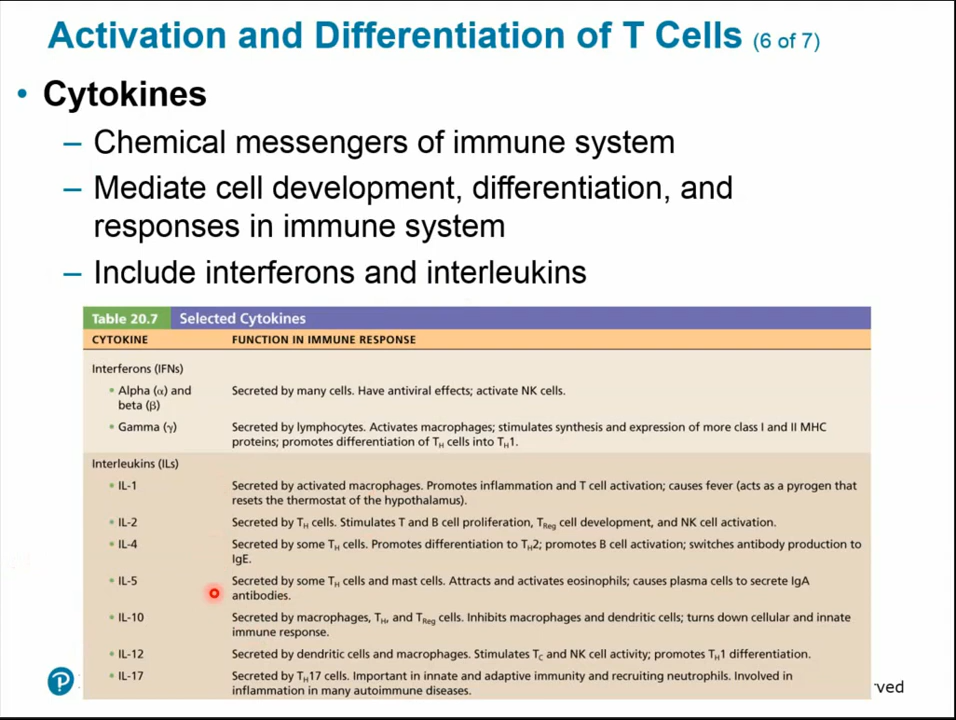 Activation and Differentiation of T Cells (6 of 7)
• Cytokines
– Chemical messengers of immune system
– Mediate cell development, differentiation, and
responses in immune system
– Include interferons and interleukins
Table 20.7 Selected Cytokines
CYTOKINE FUNCTION IN IMMUNE RESPONSE
Interferons (IFNs)
• Alpha (α) and Secreted by many cells. Have antiviral effects; activate NK cells.
beta (β)
• Gamma (γ) Secreted by lymphocytes. Activates macrophages; stimulates synthesis and expression of more class I and II MHC
proteins; promotes differentiation of TH cells into TH1.
Interleukins (ILs)
• IL-1 Secreted by activated macrophages. Promotes inflammation and T cell activation; causes fever (acts as a pyrogen that
resets the thermostat of the hypothalamus).
• IL-2 Secreted by TH cells. Stimulates T and B cell proliferation, TReg cell development, and NK cell activation.
• IL-4 Secreted by some TH cells. Promotes differentiation to TH2; promotes B cell activation; switches antibody production to
IgE.
• IL-5 Secreted by some TH cells and mast cells. Attracts and activates eosinophils; causes plasma cells to secrete IgA
antibodies.
• IL-10 Secreted by macrophages, TH, and TReg cells. Inhibits macrophages and dendritic cells; turns down cellular and innate
immune response.
• IL-12 Secreted by dendritic cells and macrophages. Stimulates TC and NK cell activity; promotes TH1 differentiation.
• IL-17 Secreted by TH17 cells. Important in innate and adaptive immunity and recruiting neutrophils. Involved in
inflammation in many autoimmune diseases.
P
rved